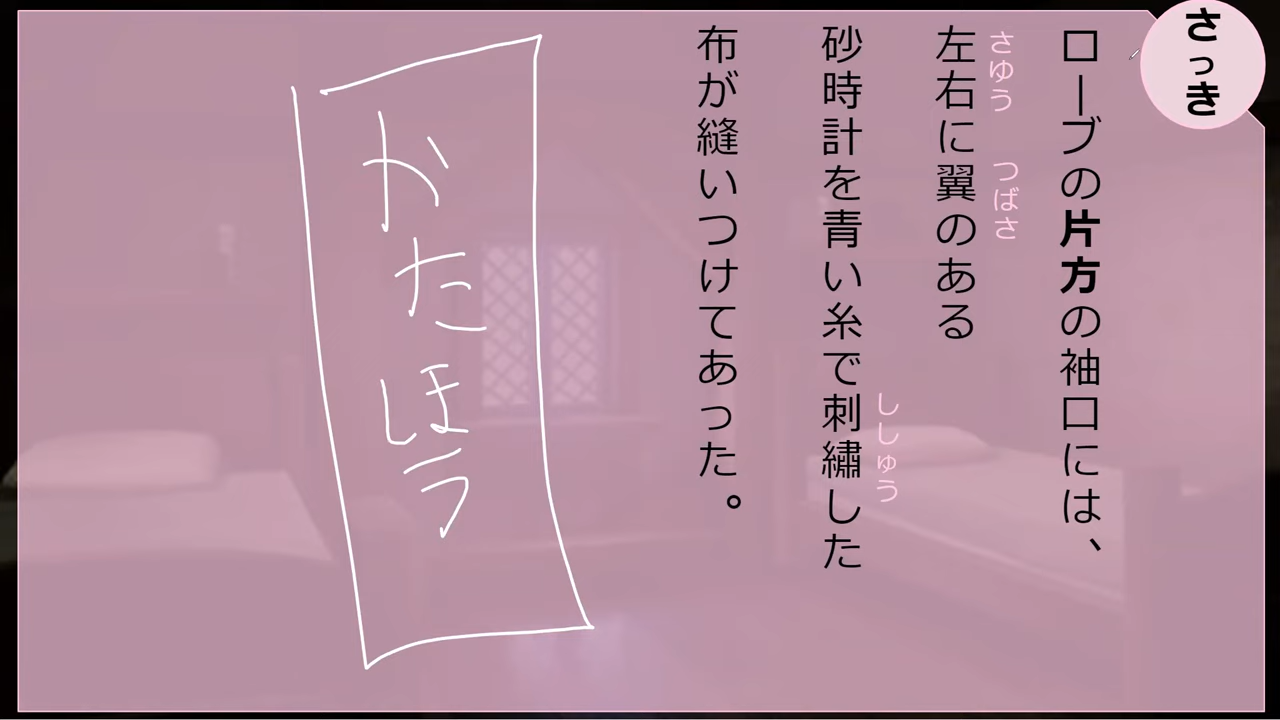 さっき
ローブの片方の袖口には、
さゆう つばさ
左右に翼のある
ししゅう
砂時計を青い糸で刺繡した
布が縫いつけてあった。
かたほう